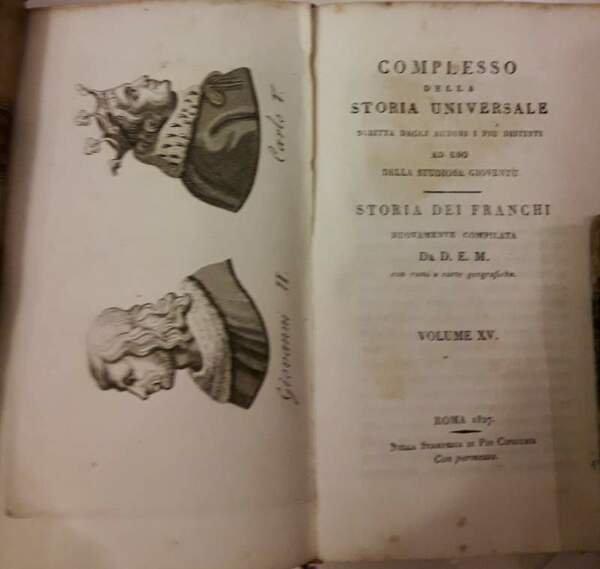 Carlo V.
Giovanni II
COMPLESSO
DELLA
STORIA UNIVERSALE
SCRITTA DAGLI AUTORI I PIÙ DISTINTI
AD USO
DELLA STUDIOSA GIOVENTÙ
STORIA DEI FRANCHI
NUOVAMENTE COMPILATA
DA D. E. M.
con rami e carte geografiche.
VOLUME XV.
ROMA 1827.
NELLA STAMPERIA DI PIO CIPICCHIA
Con permesso.